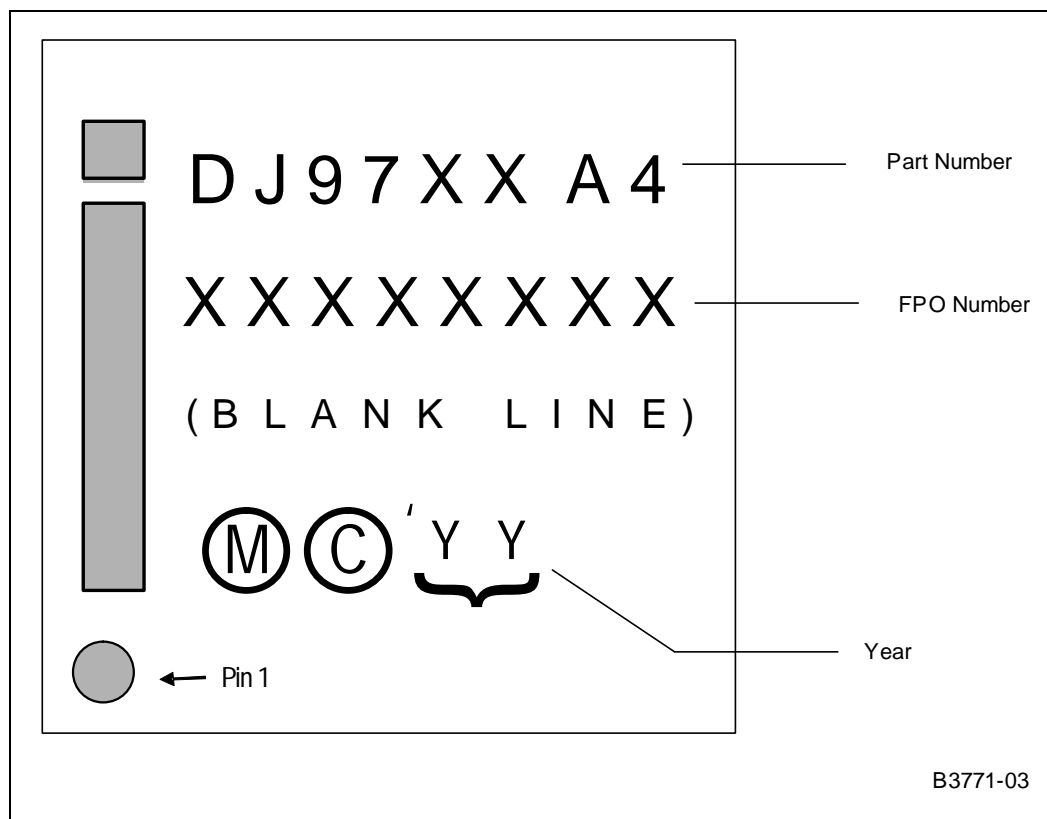 DJ97XX A4 Part Number
XXXXXXXX FPO Number
(BLANK LINE)
Ⓜ Ⓒ 'YY
Year
Pin 1
B3771-03